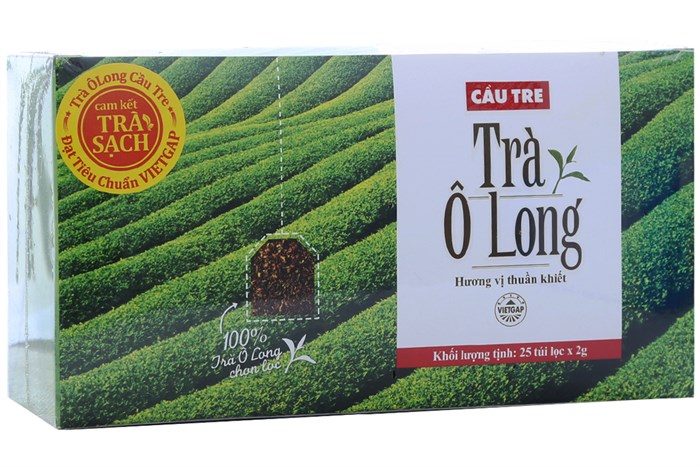 Trà ÔLong Cầu Tre
cam kết
TRÀ
SẠCH
Đạt Tiêu Chuẩn VIETGAP
100%
Trà Ô Long
chọn lọc
CẦU TRE
Trà
Ô Long
Hương vị thuần khiết
VIETGAP
Khối lượng tịnh: 25 túi lọc x 2g